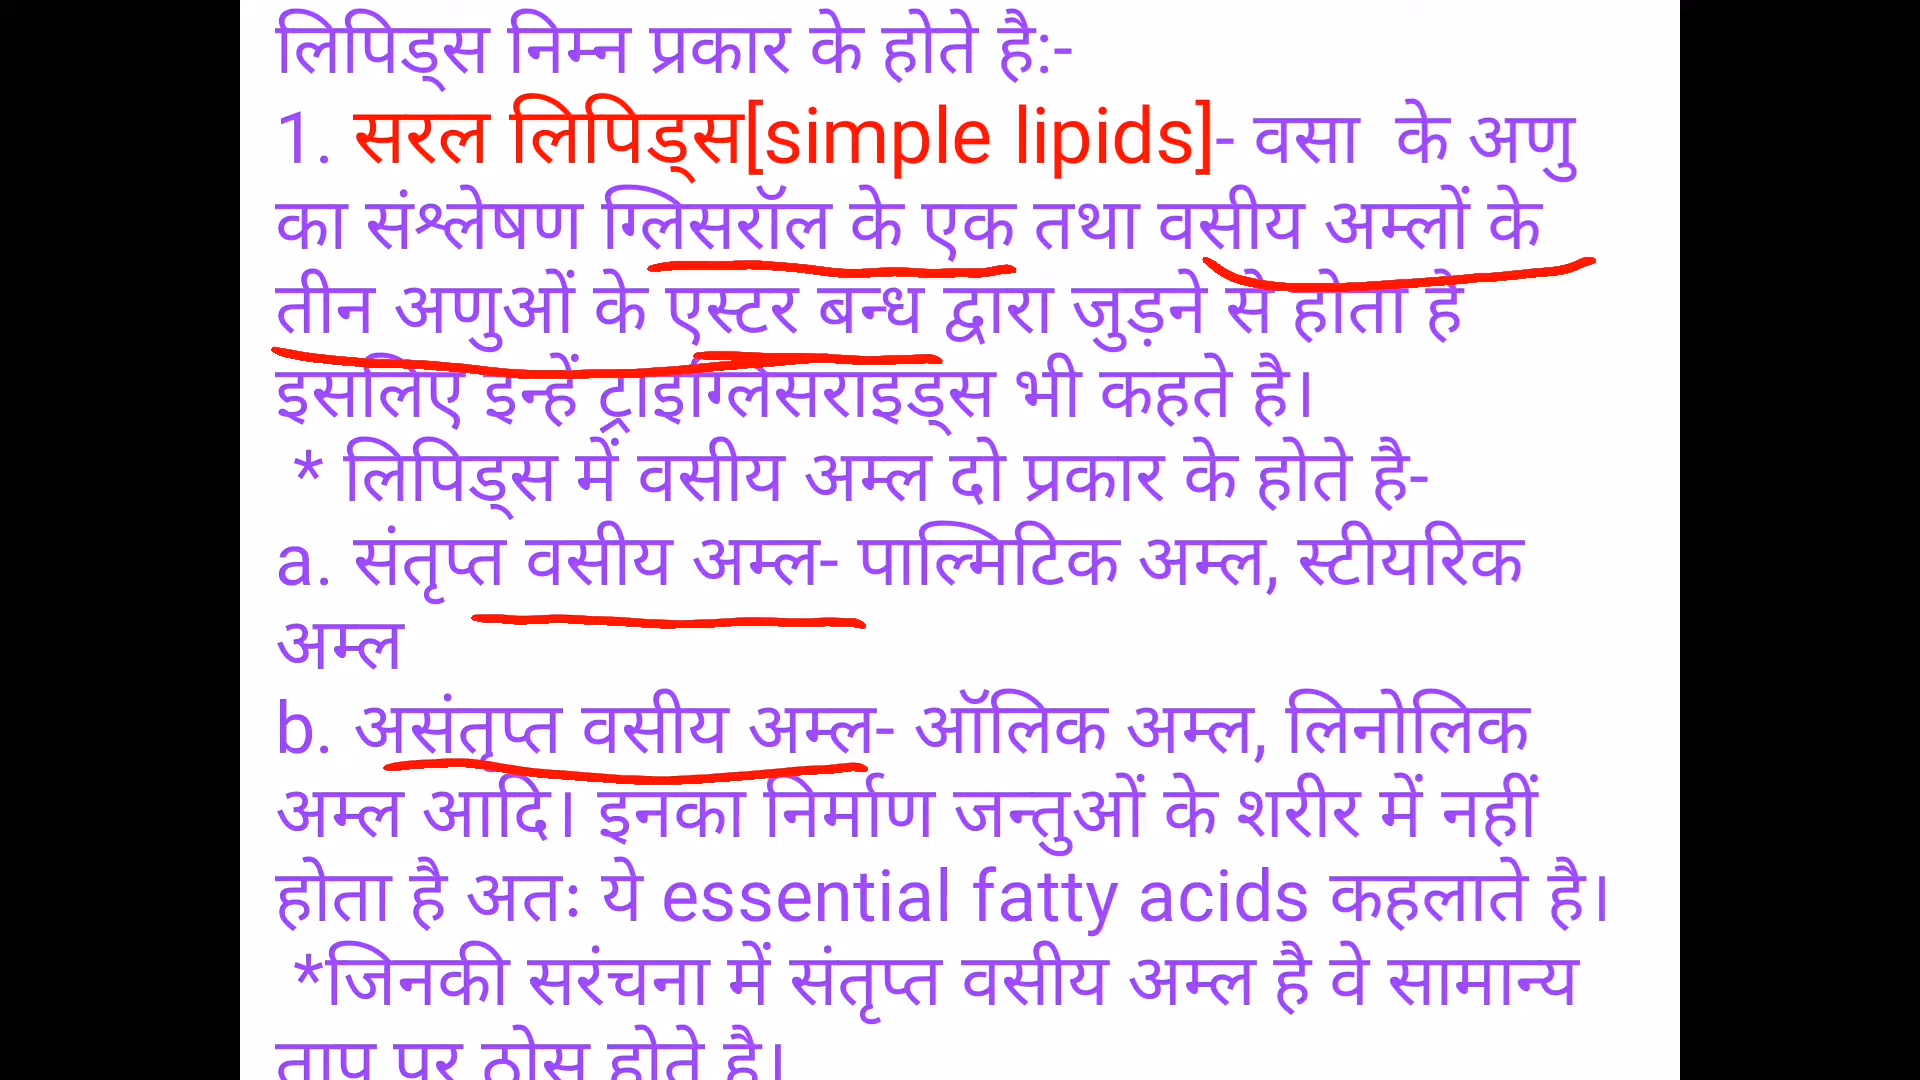 लिपिड्स निम्न प्रकार के होते है:-
1. सरल लिपिड्स[simple lipids]- वसा के अणु
का संश्लेषण ग्लिसरॉल के एक तथा वसीय अम्लों के
तीन अणुओं के एस्टर बन्ध द्वारा जुड़ने से होता है
इसलिए इन्हें ट्राइग्लिसराइड्स भी कहते है।
* लिपिड्स में वसीय अम्ल दो प्रकार के होते है-
a. संतृप्त वसीय अम्ल- पाल्मिटिक अम्ल, स्टीयरिक
अम्ल
b. असंतृप्त वसीय अम्ल- ऑलिक अम्ल, लिनोलिक
अम्ल आदि। इनका निर्माण जन्तुओं के शरीर में नहीं
होता है अतः ये essential fatty acids कहलाते है।
*जिनकी सरंचना में संतृप्त वसीय अम्ल है वे सामान्य
ताप पर ठोस होते है।